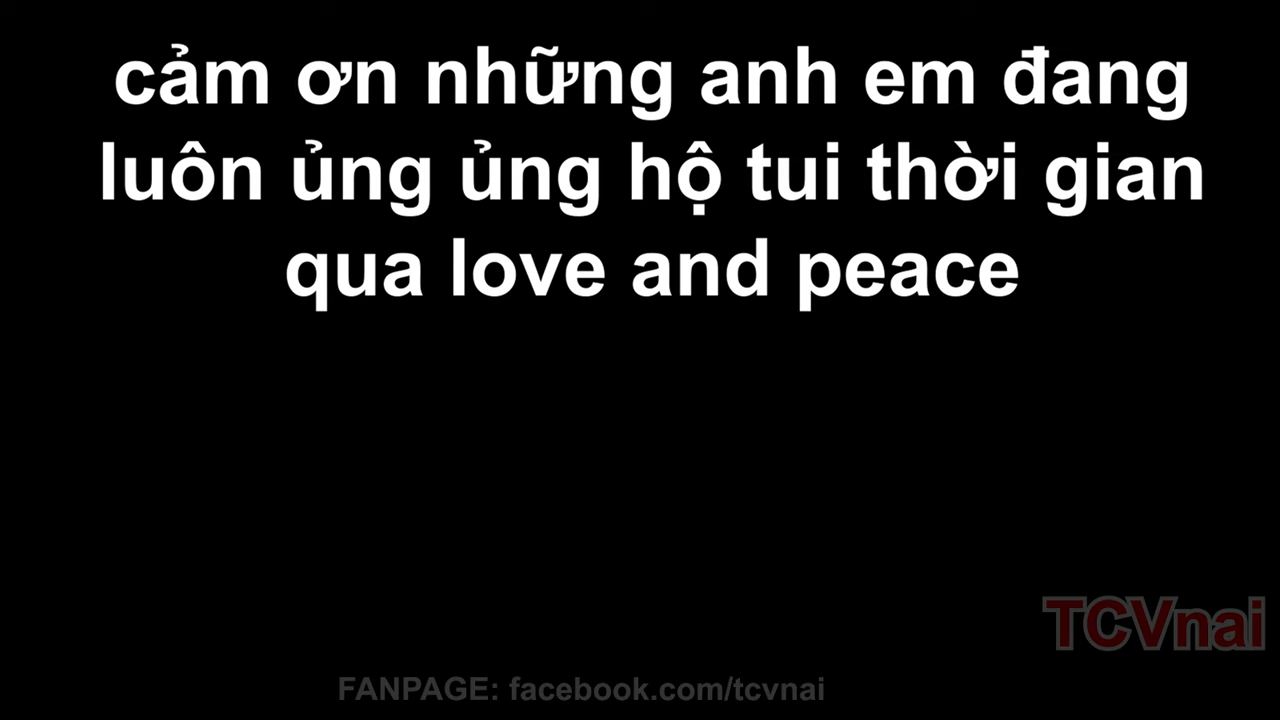 cảm ơn những anh em đang
luôn ủng ủng hộ tui thời gian
qua love and peace
TCVnai
FANPAGE: facebook.com/tcvnai